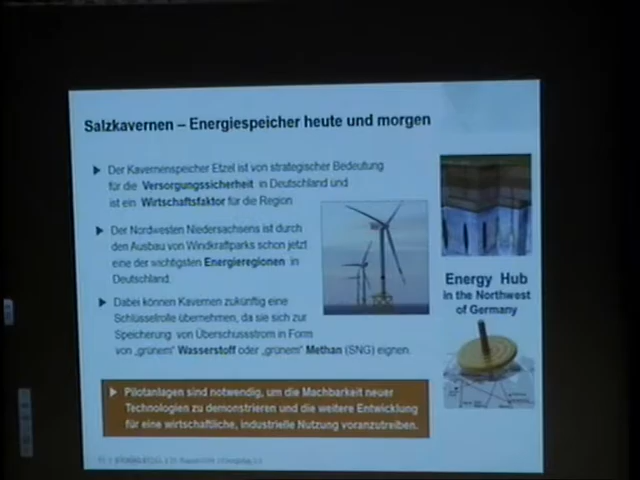 Salzkavernen – Energiespeicher heute und morgen
Der Kavernenspeicher Etzel ist von strategischer Bedeutung
für die Versorgungssicherheit in Deutschland und
ist ein Wirtschaftsfaktor für die Region
Der Nordwesten Niedersachsens ist durch
den Ausbau von Windkraftparks schon jetzt
eine der wichtigsten Energieregionen in
Deutschland.
Dabei können Kavernen zukünftig eine
Schlüsselrolle übernehmen, da sie sich zur
Speicherung von Überschussstrom in Form
von „grünem" Wasserstoff oder „grünem" Methan (SNG) eignen.
Energy Hub
in the Northwest
of Germany
Pilotanlagen sind notwendig, um die Machbarkeit neuer
Technologien zu demonstrieren und die weitere Entwicklung
für eine wirtschaftliche, industrielle Nutzung voranzutreiben.